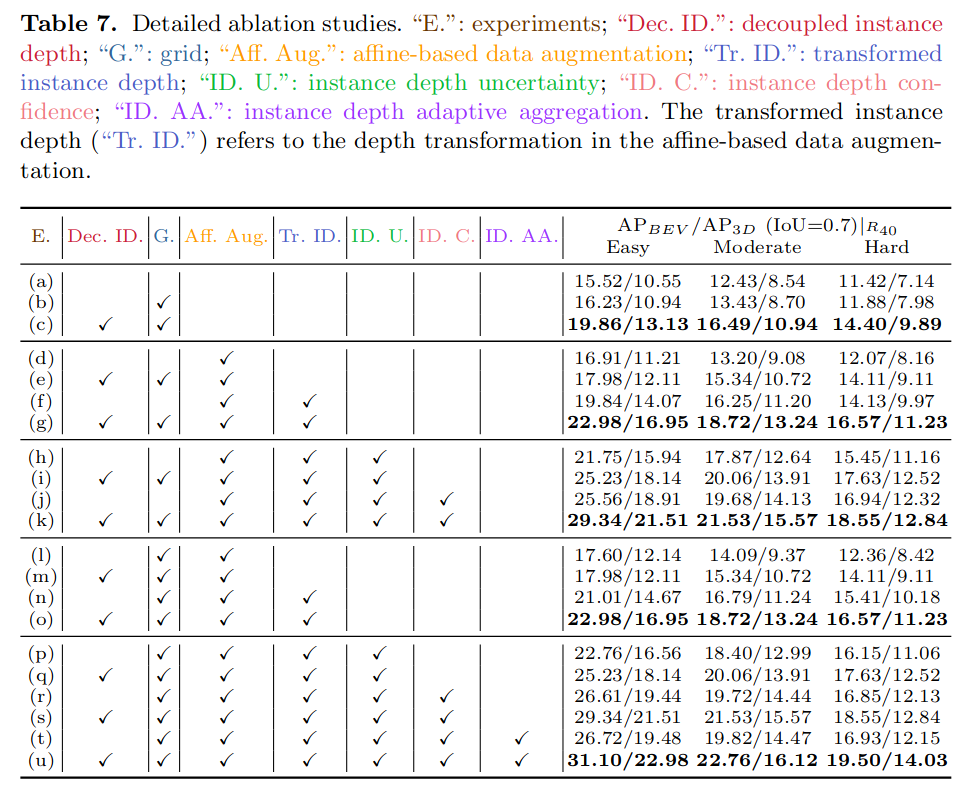 Table 7. Detailed ablation studies. “E.”: experiments; “Dec. ID.”: decoupled instance
depth; “G.”: grid; “Aff. Aug.”: affine-based data augmentation; “Tr. ID.”: transformed
instance depth; “ID. U.”: instance depth uncertainty; “ID. C.”: instance depth con-
fidence; “ID. AA.”: instance depth adaptive aggregation. The transformed instance
depth (“Tr. ID.”) refers to the depth transformation in the affine-based data augmen-
tation.
E. Dec. ID. G. Aff. Aug. Tr. ID. ID. U. ID. C. ID. AA. AP_BEV/AP_3D (IoU=0.7)|R40
Easy Moderate Hard
(a) 15.52/10.55 12.43/8.54 11.42/7.14
(b) ✓ 16.23/10.94 13.43/8.70 11.88/7.98
(c) ✓ ✓ 19.86/13.13 16.49/10.94 14.40/9.89
(d) ✓ 16.91/11.21 13.20/9.08 12.07/8.16
(e) ✓ ✓ ✓ 17.98/12.11 15.34/10.72 14.11/9.11
(f) ✓ ✓ 19.84/14.07 16.25/11.20 14.13/9.97
(g) ✓ ✓ ✓ ✓ 22.98/16.95 18.72/13.24 16.57/11.23
(h) ✓ ✓ ✓ 21.75/15.94 17.87/12.64 15.45/11.16
(i) ✓ ✓ ✓ ✓ ✓ 25.23/18.14 20.06/13.91 17.63/12.52
(j) ✓ ✓ ✓ ✓ 25.56/18.91 19.68/14.13 16.94/12.32
(k) ✓ ✓ ✓ ✓ ✓ ✓ 29.34/21.51 21.53/15.57 18.55/12.84
(l) ✓ ✓ 17.60/12.14 14.09/9.37 12.36/8.42
(m) ✓ ✓ ✓ 17.98/12.11 15.34/10.72 14.11/9.11
(n) ✓ ✓ ✓ 21.01/14.67 16.79/11.24 15.41/10.18
(o) ✓ ✓ ✓ ✓ 22.98/16.95 18.72/13.24 16.57/11.23
(p) ✓ ✓ ✓ ✓ 22.76/16.56 18.40/12.99 16.15/11.06
(q) ✓ ✓ ✓ ✓ ✓ 25.23/18.14 20.06/13.91 17.63/12.52
(r) ✓ ✓ ✓ ✓ ✓ 26.61/19.44 19.72/14.44 16.85/12.13
(s) ✓ ✓ ✓ ✓ ✓ ✓ 29.34/21.51 21.53/15.57 18.55/12.84
(t) ✓ ✓ ✓ ✓ ✓ ✓ 26.72/19.48 19.82/14.47 16.93/12.15
(u) ✓ ✓ ✓ ✓ ✓ ✓ ✓ 31.10/22.98 22.76/16.12 19.50/14.03